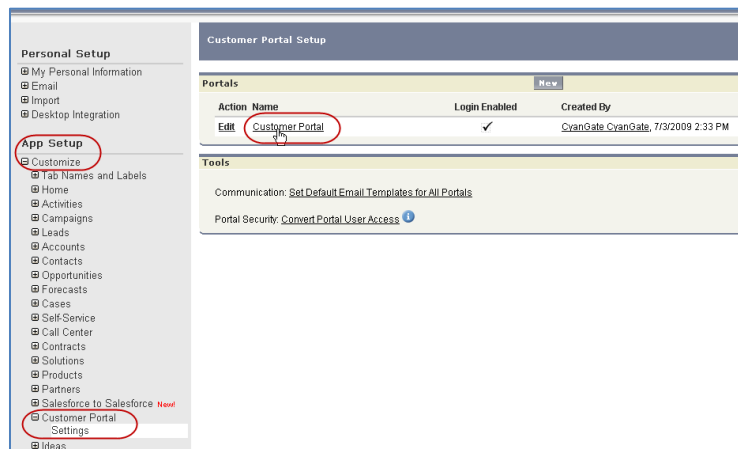 Personal Setup
My Personal Information
Email
Import
Desktop Integration
App Setup
Customize
Tab Names and Labels
Home
Activities
Campaigns
Leads
Accounts
Contacts
Opportunities
Forecasts
Cases
Self-Service
Call Center
Contracts
Solutions
Products
Partners
Salesforce to Salesforce New!
Customer Portal
Settings
Ideas
Customer Portal Setup
Portals New
Action Name Login Enabled Created By
Edit Customer Portal ✓ CyanGate CyanGate, 7/3/2009 2:33 PM
Tools
Communication: Set Default Email Templates for All Portals
Portal Security: Convert Portal User Access i